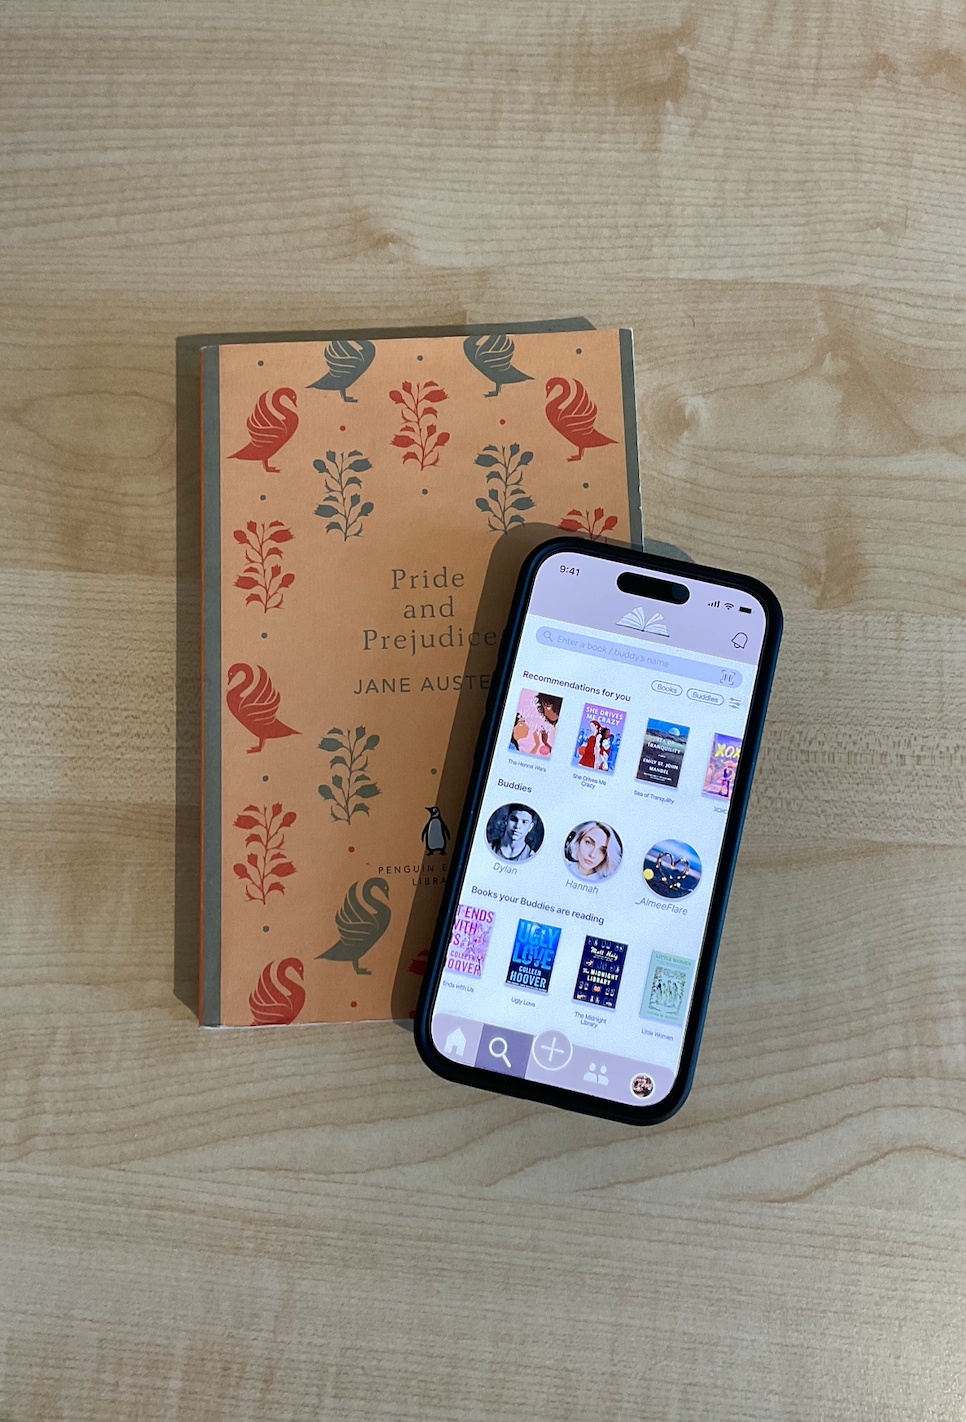 Pride
and
Prejudice
JANE AUSTE
PENGUIN E
LIBRA
9:41
Enter a book / buddy's name
Recommendations for you
Books
Buddies
SHE DRIVES
ME CRAZY
SEA OF
TRANQUILITY
EMILY ST. JOHN
MANDEL
XO
The Henna Wars
She Drives Me
Crazy
Sea of Tranquility
XOXO
Buddies
Dylan
Hannah
_AimeeFlare
Books your Buddies are reading
T ENDS
WITH
US
COLLEEN
HOOVER
UGLY
LOVE
COLLEEN
HOOVER
Matt Haig
The
MIDNIGHT
LIBRARY
LITTLE WOMEN
Ends with Us
Ugly Love
The Midnight
Library
Little Women